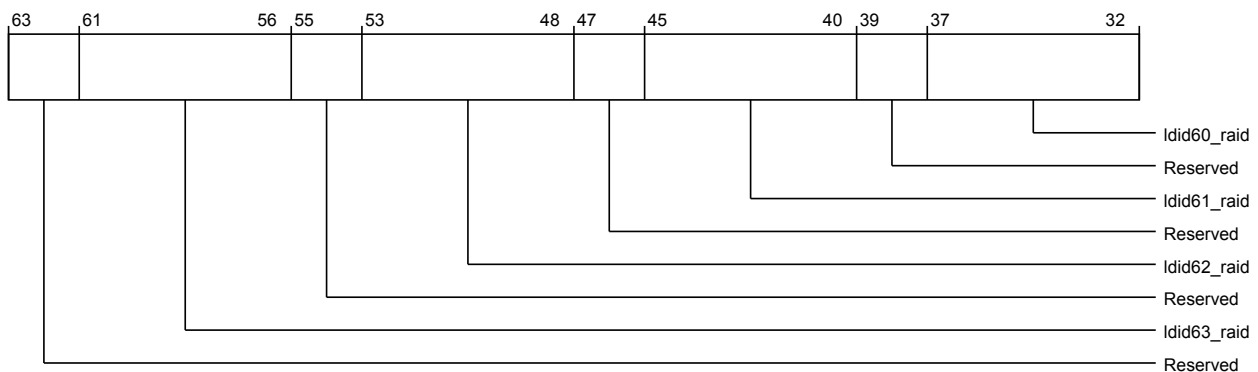 63 61 56 55 53 48 47 45 40 39 37 32
ldid60_raid
Reserved
ldid61_raid
Reserved
ldid62_raid
Reserved
ldid63_raid
Reserved